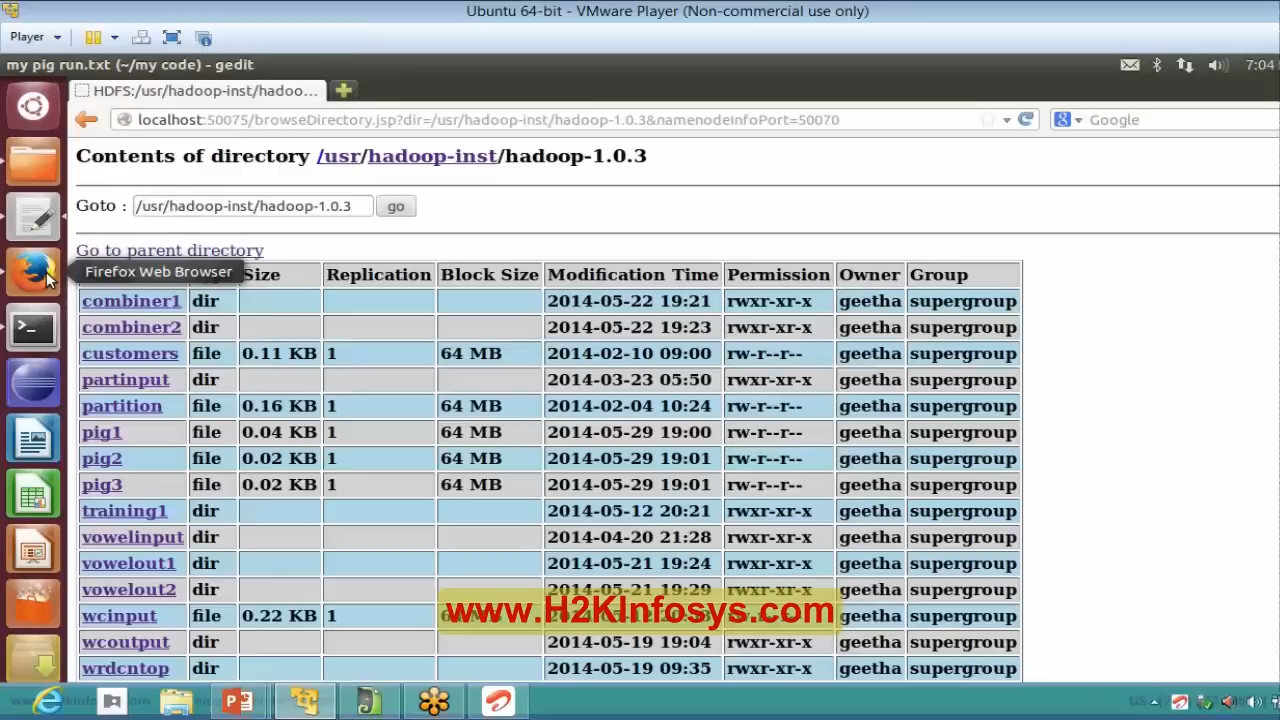 Ubuntu 64-bit - VMware Player (Non-commercial use only)
Player
my pig run.txt (~/my code) - gedit
7:04
HDFS:/usr/hadoop-inst/hadoo...
localhost:50075/browseDirectory.jsp?dir=/usr/hadoop-inst/hadoop-1.0.3&namenodeInfoPort=50070
Google
Contents of directory /usr/hadoop-inst/hadoop-1.0.3
Goto : /usr/hadoop-inst/hadoop-1.0.3 go
Go to parent directory
Firefox Web Browser
Size Replication Block Size Modification Time Permission Owner Group
combiner1 dir 2014-05-22 19:21 rwxr-xr-x geetha supergroup
combiner2 dir 2014-05-22 19:23 rwxr-xr-x geetha supergroup
customers file 0.11 KB 1 64 MB 2014-02-10 09:00 rw-r--r-- geetha supergroup
partinput dir 2014-03-23 05:50 rwxr-xr-x geetha supergroup
partition file 0.16 KB 1 64 MB 2014-02-04 10:24 rw-r--r-- geetha supergroup
pig1 file 0.04 KB 1 64 MB 2014-05-29 19:00 rw-r--r-- geetha supergroup
pig2 file 0.02 KB 1 64 MB 2014-05-29 19:01 rw-r--r-- geetha supergroup
pig3 file 0.02 KB 1 64 MB 2014-05-29 19:01 rw-r--r-- geetha supergroup
training1 dir 2014-05-12 20:21 rwxr-xr-x geetha supergroup
vowelinput dir 2014-04-20 21:28 rwxr-xr-x geetha supergroup
vowelout1 dir 2014-05-21 19:24 rwxr-xr-x geetha supergroup
vowelout2 dir 2014-05-21 19:29 rwxr-xr-x geetha supergroup
www.H2KInfosys.com
wcinput file 0.22 KB 1 geetha supergroup
wcoutput dir 2014-05-19 19:04 rwxr-xr-x geetha supergroup
wrdcntop dir 2014-05-19 09:35 rwxr-xr-x geetha supergroup